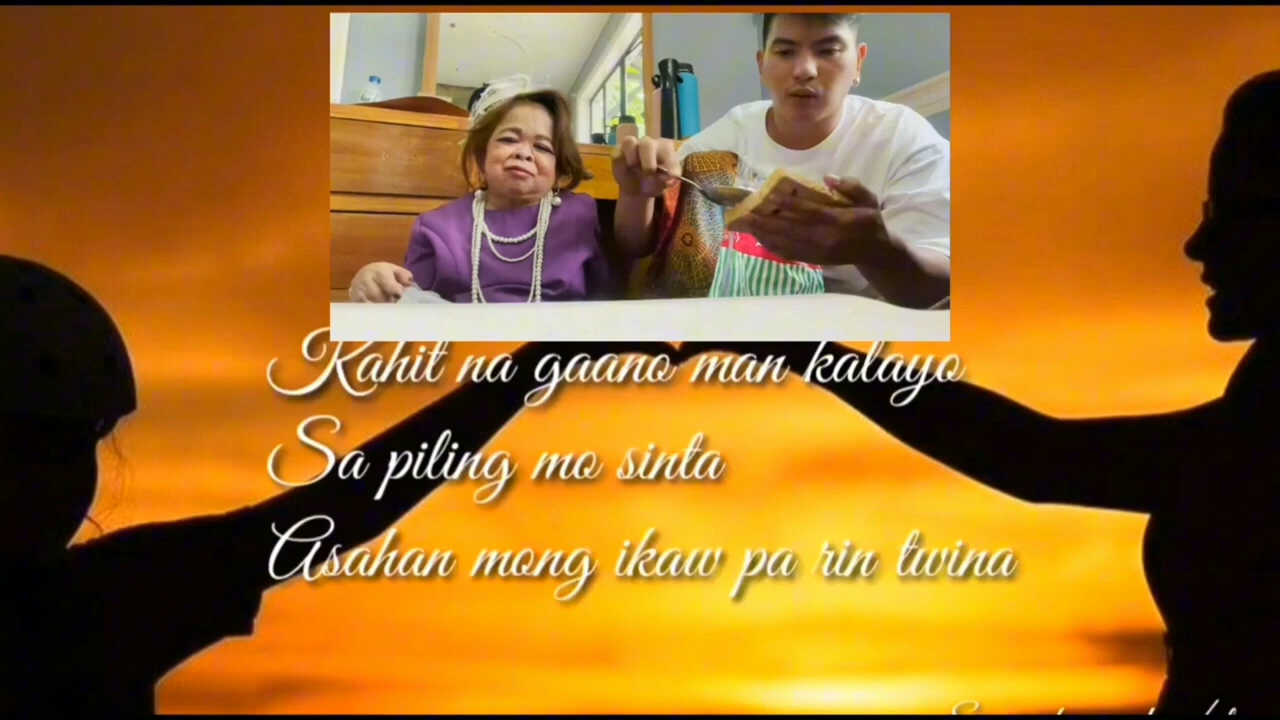 Kahit na gaano man kalayo
Sa piling mo sinta
Asahan mong ikaw pa rin twina